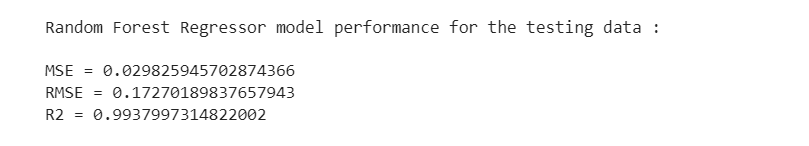 Random Forest Regressor model performance for the testing data :
MSE = 0.029825945702874366
RMSE = 0.17270189837657943
R2 = 0.9937997314822002